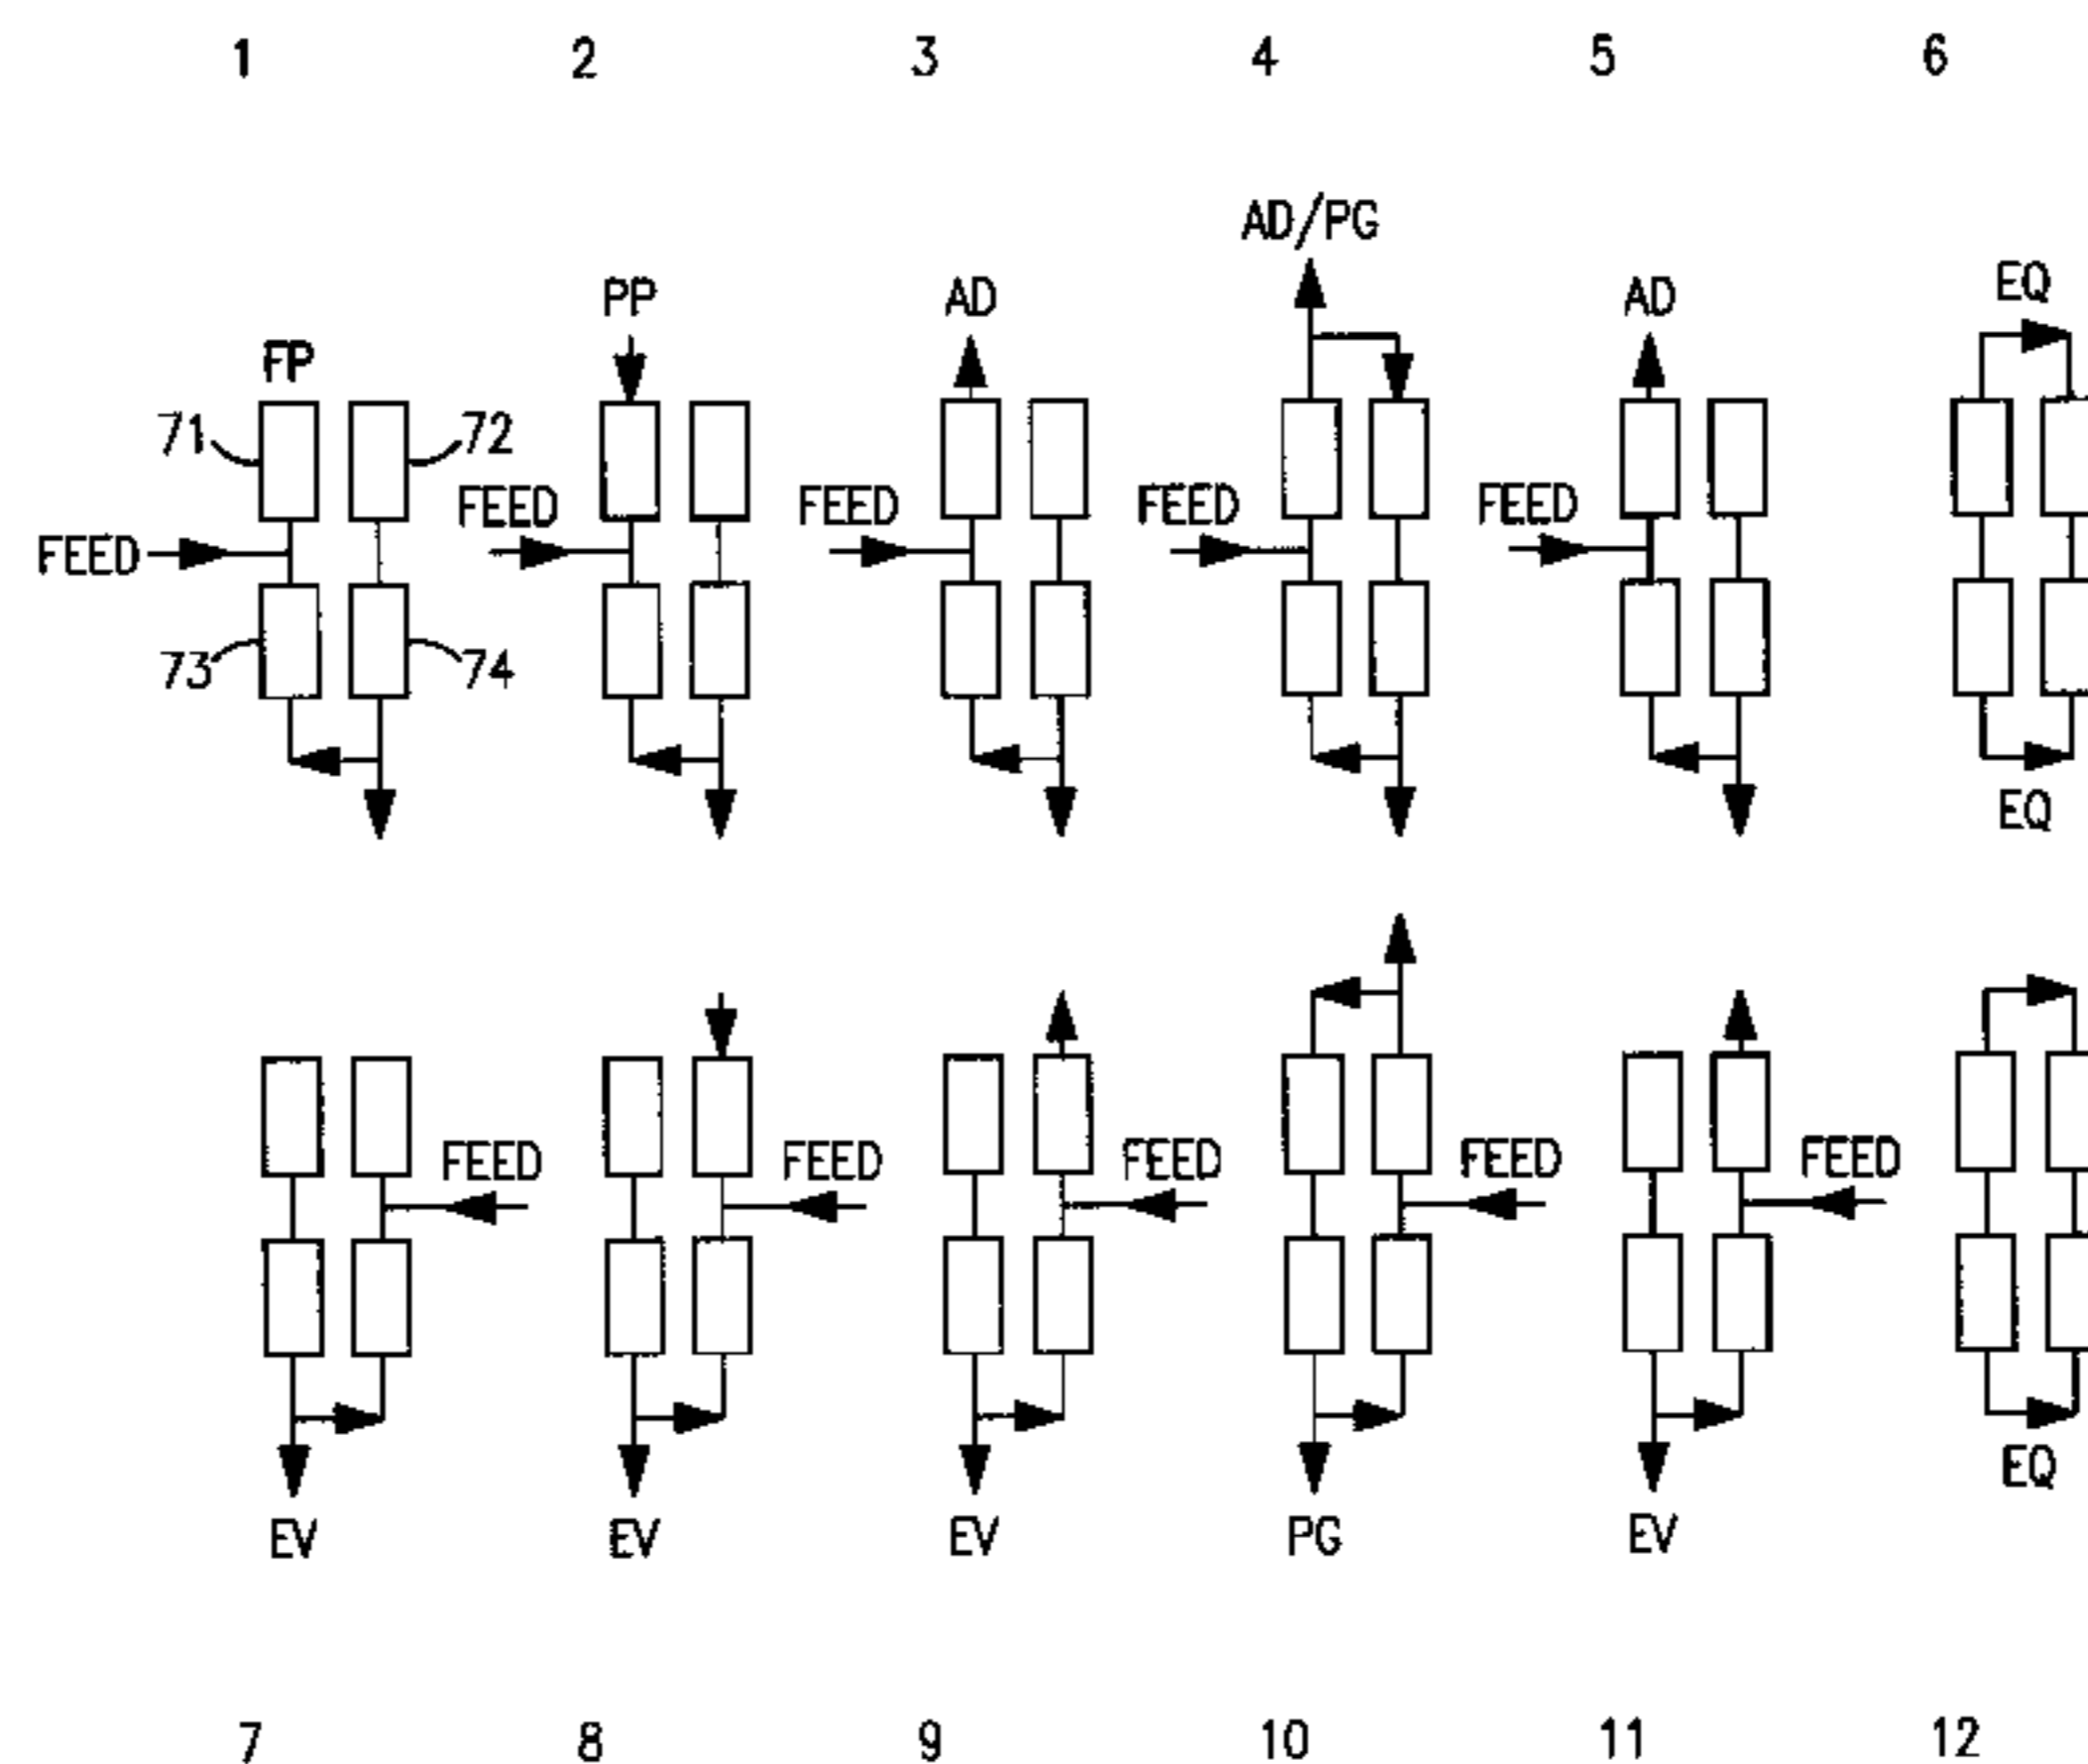 1 2 3 4 5 6
AD/PG
PP AD AD EQ
FP
71 72
FEED FEED FEED FEED FEED
73 74
EQ
FEED FEED FEED FEED FEED
EQ
EV EV EV PG EV
7 8 9 10 11 12